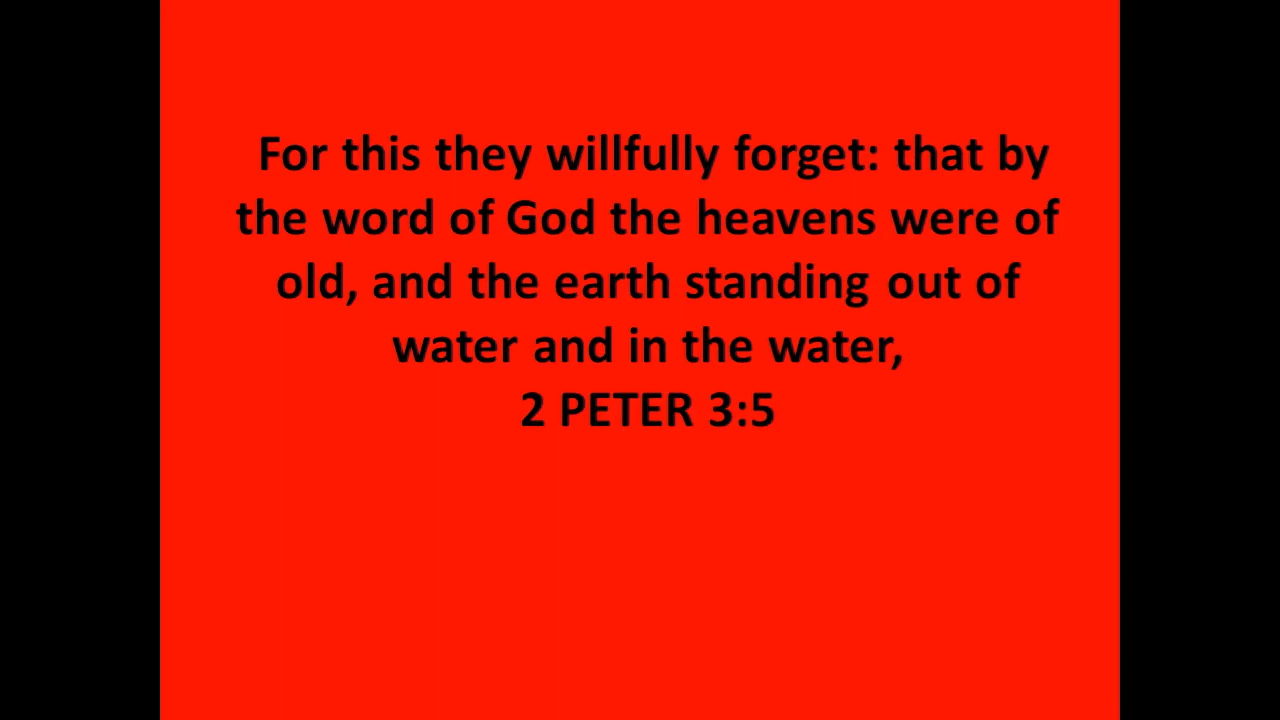 For this they willfully forget: that by
the word of God the heavens were of
old, and the earth standing out of
water and in the water,
2 PETER 3:5